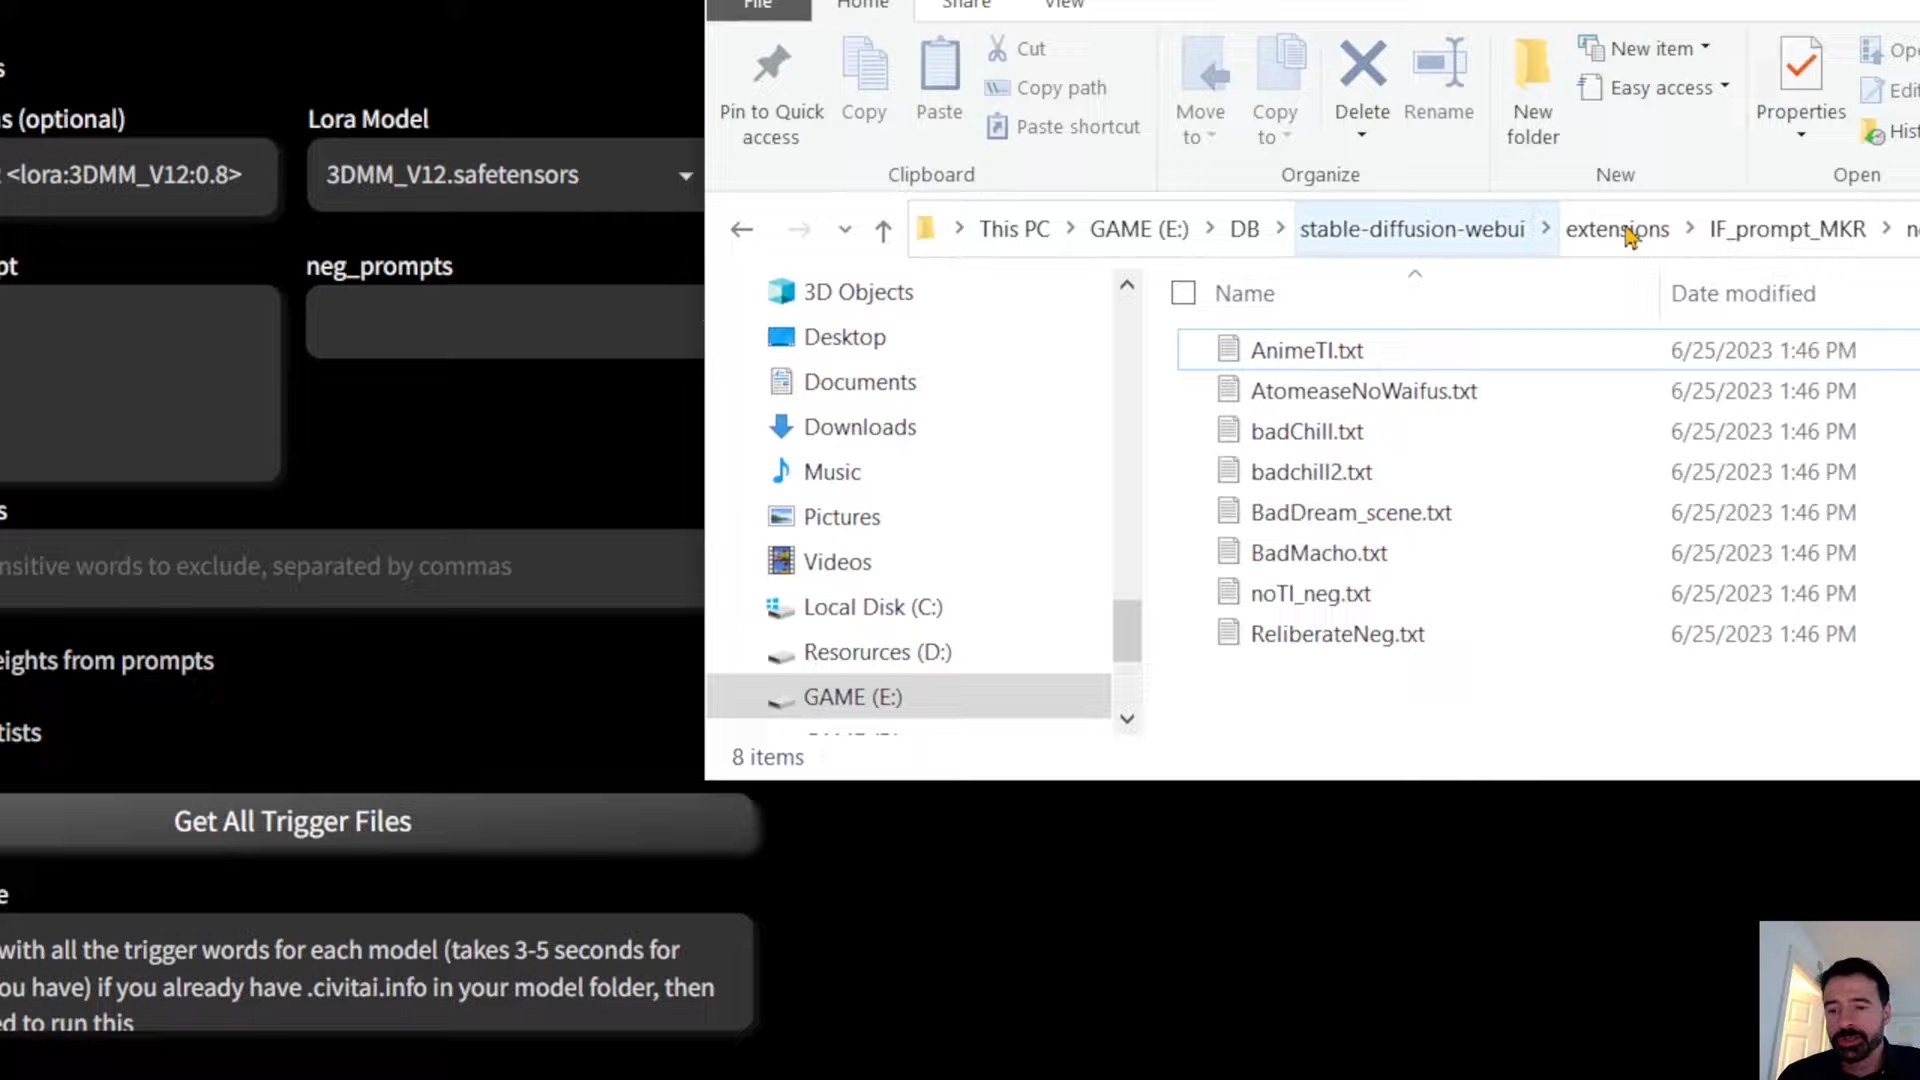 File Home Share View
s
s (optional)
Lora Model
<lora:3DMM_V12:0.8>
3DMM_V12.safetensors
pt
neg_prompts
s
nsitive words to exclude, separated by commas
eights from prompts
tists
Get All Trigger Files
e
with all the trigger words for each model (takes 3-5 seconds for
ou have) if you already have .civitai.info in your model folder, then
ed to run this
Pin to Quick
access
Copy
Paste
Cut
Copy path
Paste shortcut
Clipboard
Move
to
Copy
to
Delete
Rename
Organize
New
folder
New item
Easy access
New
Properties
Ope
Edit
Hist
Open
This PC > GAME (E:) > DB > stable-diffusion-webui > extensions > IF_prompt_MKR > n
3D Objects
Desktop
Documents
Downloads
Music
Pictures
Videos
Local Disk (C:)
Resorurces (D:)
GAME (E:)
Name Date modified
AnimeTI.txt 6/25/2023 1:46 PM
AtomeaseNoWaifus.txt 6/25/2023 1:46 PM
badChill.txt 6/25/2023 1:46 PM
badchill2.txt 6/25/2023 1:46 PM
BadDream_scene.txt 6/25/2023 1:46 PM
BadMacho.txt 6/25/2023 1:46 PM
noTI_neg.txt 6/25/2023 1:46 PM
ReliberateNeg.txt 6/25/2023 1:46 PM
8 items